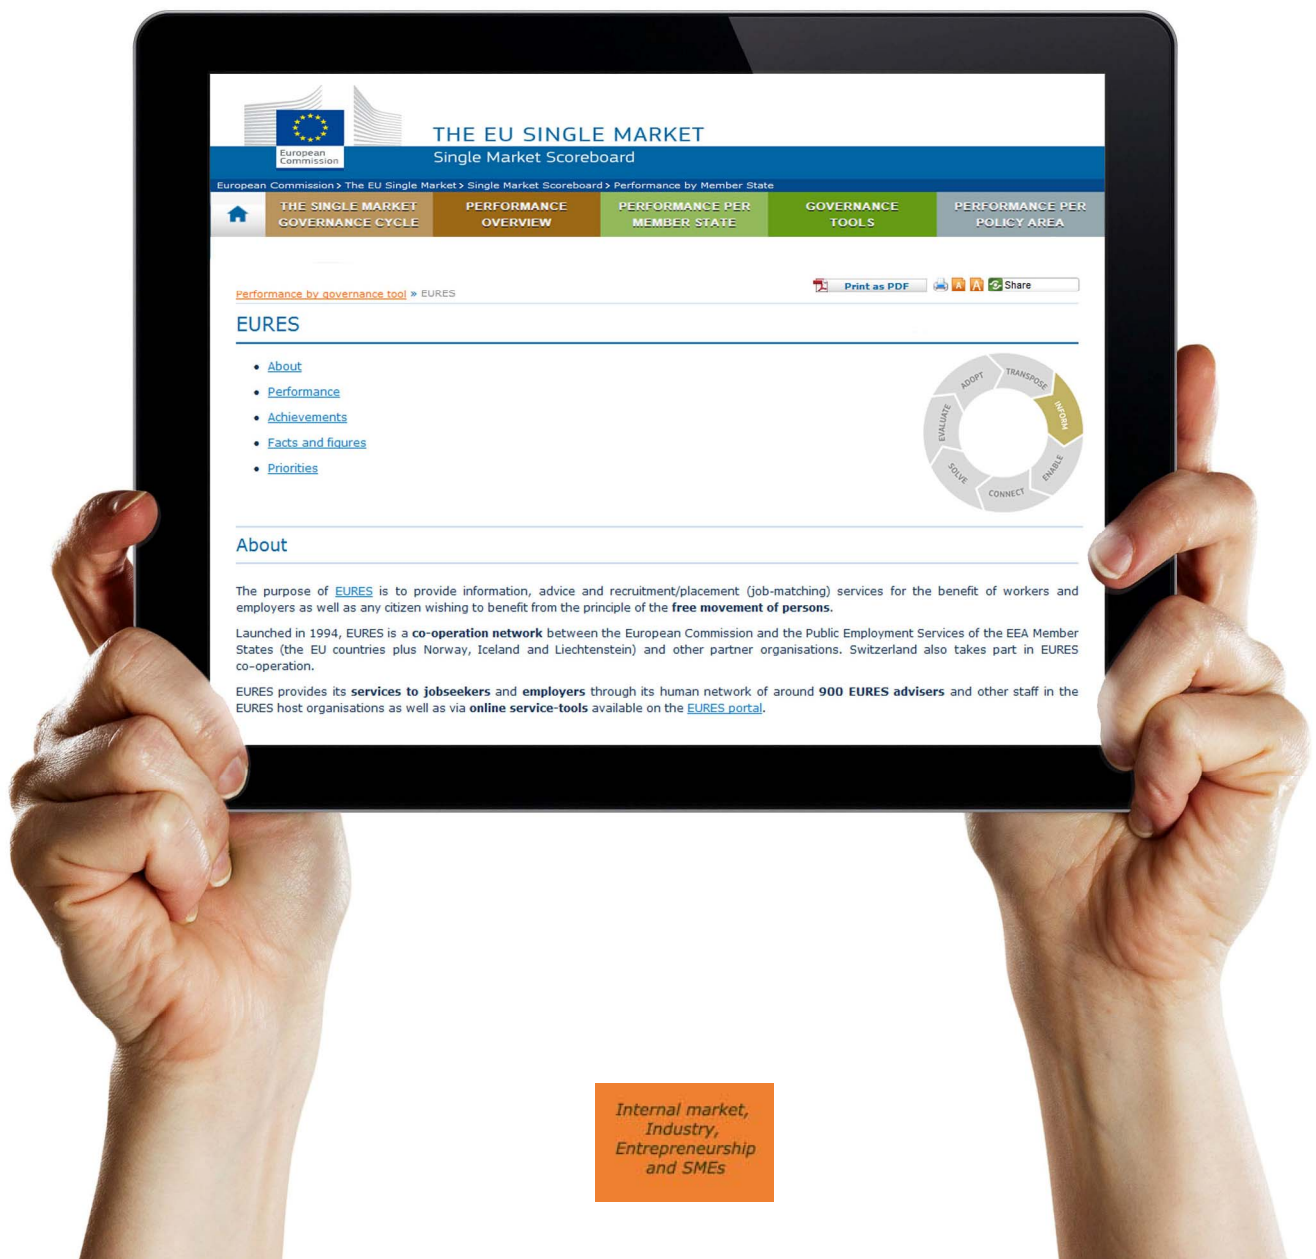 European
Commission
THE EU SINGLE MARKET
Single Market Scoreboard
European Commission > The EU Single Market > Single Market Scoreboard > Performance by Member State
THE SINGLE MARKET
GOVERNANCE CYCLE
PERFORMANCE
OVERVIEW
PERFORMANCE PER
MEMBER STATE
GOVERNANCE
TOOLS
PERFORMANCE PER
POLICY AREA
Performance by governance tool » EURES
Print as PDF
A
A
Share
EURES
• About
• Performance
• Achievements
• Facts and figures
• Priorities
ADOPT
TRANSPOSE
INFORM
ENABLE
CONNECT
SOLVE
EVALUATE
About
The purpose of EURES is to provide information, advice and recruitment/placement (job-matching) services for the benefit of workers and
employers as well as any citizen wishing to benefit from the principle of the free movement of persons.
Launched in 1994, EURES is a co-operation network between the European Commission and the Public Employment Services of the EEA Member
States (the EU countries plus Norway, Iceland and Liechtenstein) and other partner organisations. Switzerland also takes part in EURES
co-operation.
EURES provides its services to jobseekers and employers through its human network of around 900 EURES advisers and other staff in the
EURES host organisations as well as via online service-tools available on the EURES portal.
Internal market,
Industry,
Entrepreneurship
and SMEs